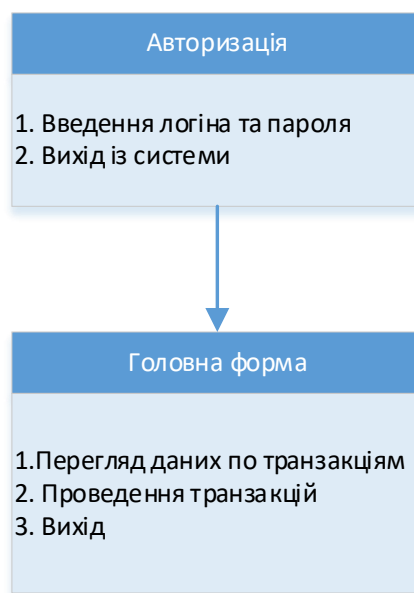 Авторизація
1. Введення логіна та пароля
2. Вихід із системи
Головна форма
1.Перегляд даних по транзакціям
2. Проведення транзакцій
3. Вихід